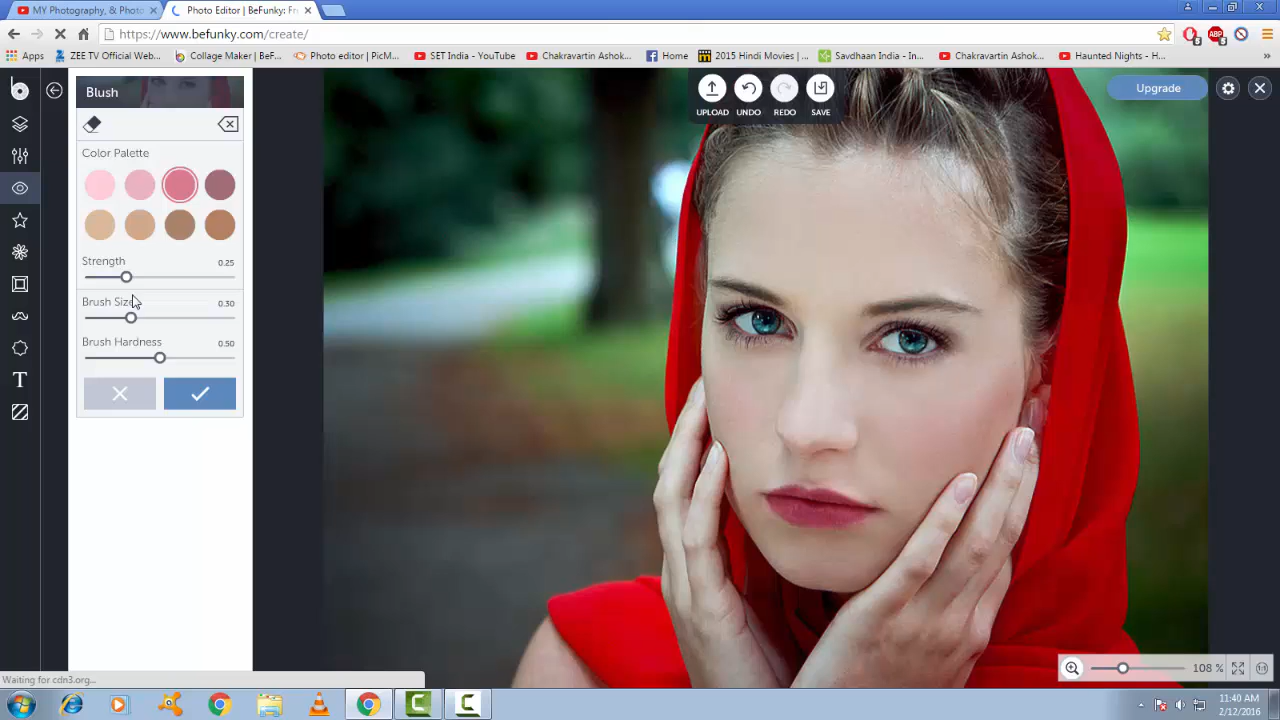 MY Photography, & Photo
Photo Editor | BeFunky: Fr
https://www.befunky.com/create/
Apps
ZEE TV Official Web...
Collage Maker | BeF...
Photo editor | PicM...
SET India - YouTube
Chakravartin Ashok...
Home
2015 Hindi Movies |...
Savdhaan India - In...
Chakravartin Ashok...
Haunted Nights - H...
Blush
UPLOAD
UNDO
REDO
SAVE
Upgrade
Color Palette
Strength
0.25
Brush Size
0.30
Brush Hardness
0.50
108 %
Waiting for cdn3.org...
11:40 AM
2/12/2016